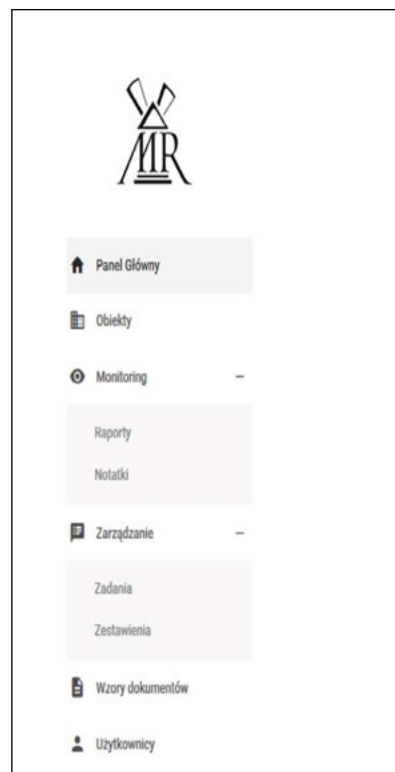 MR
Panel Główny
Obiekty
Monitoring
Raporty
Notatki
Zarządzanie
Zadania
Zestawienia
Wzory dokumentów
Użytkownicy